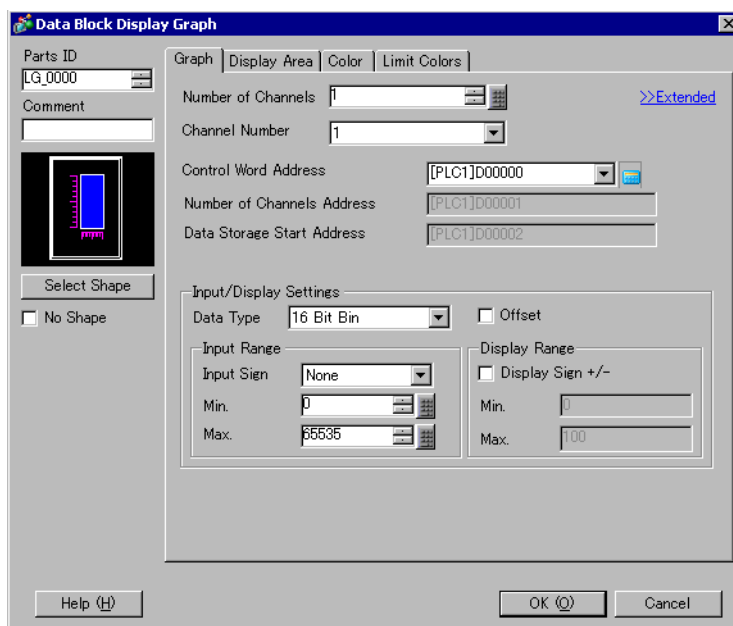 Data Block Display Graph
Parts ID
LG_0000
Comment
Select Shape
No Shape
Graph Display Area Color Limit Colors
Number of Channels 1 >>Extended
Channel Number 1
Control Word Address [PLC1]D00000
Number of Channels Address [PLC1]D00001
Data Storage Start Address [PLC1]D00002
Input/Display Settings
Data Type 16 Bit Bin Offset
Input Range Display Range
Input Sign None Display Sign +/-
Min. 0 Min. 0
Max. 65535 Max. 100
Help (H) OK (O) Cancel